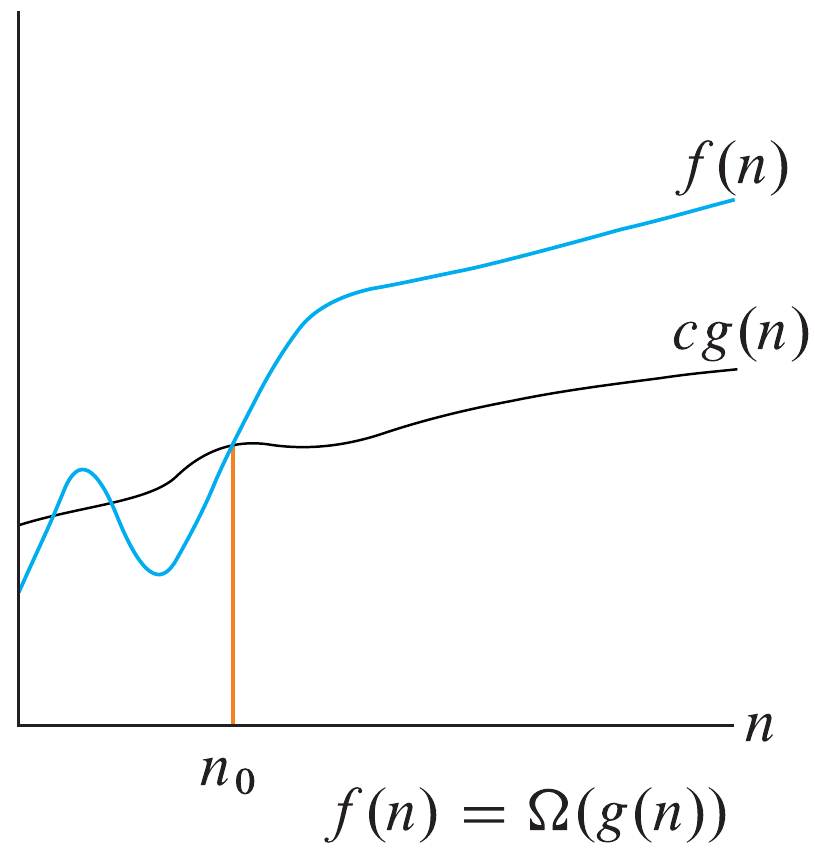 f(n)
cg(n)
n
n₀
f(n) = Ω(g(n))